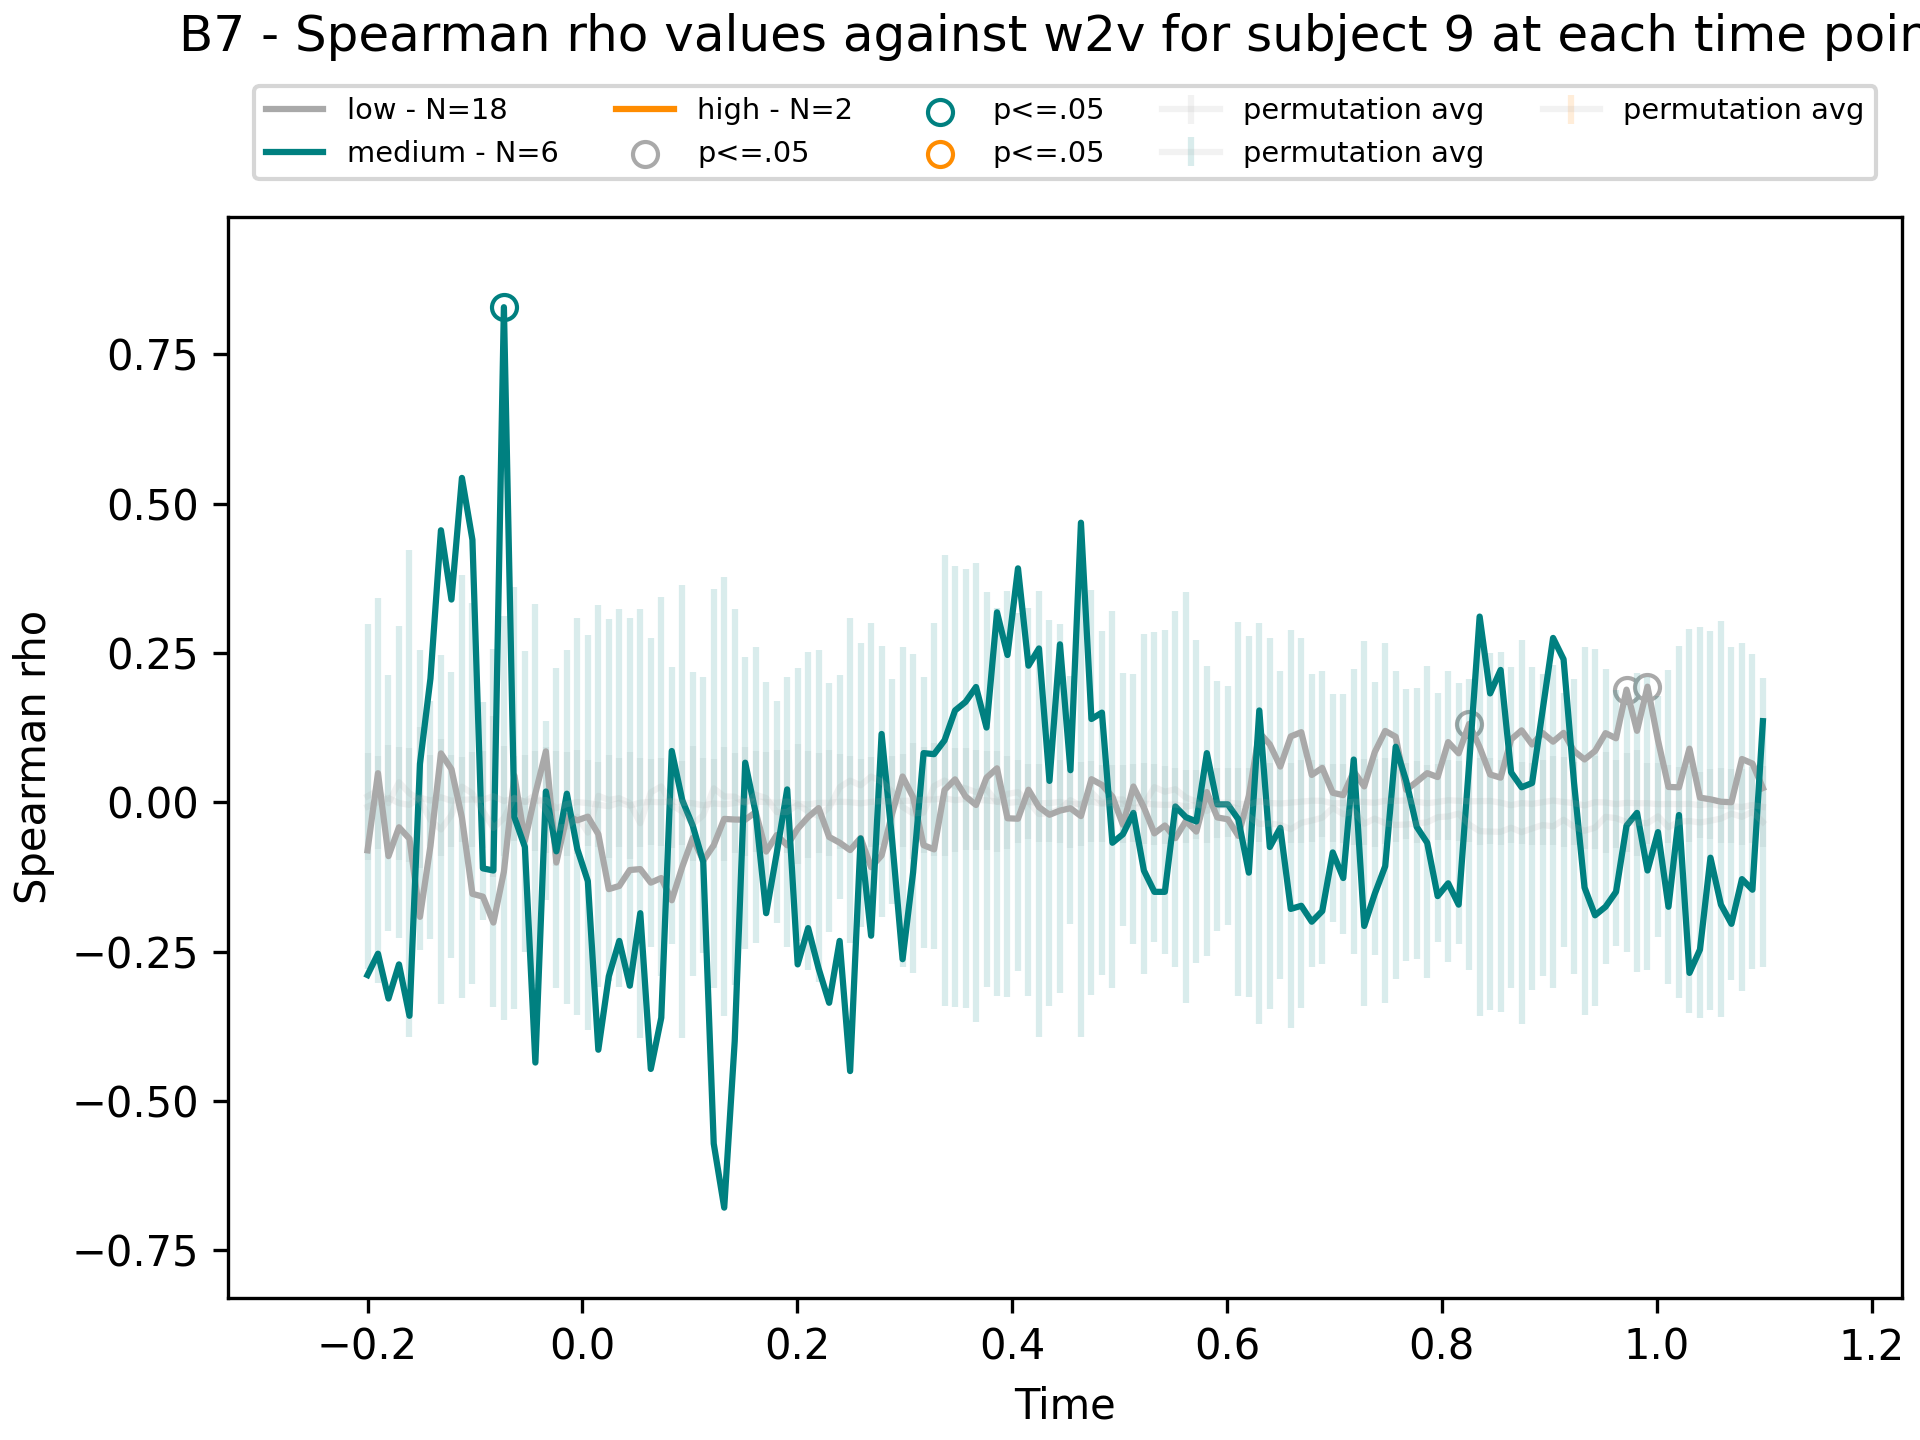 B7 - Spearman rho values against w2v for subject 9 at each time poin
low - N=18 high - N=2 p<=.05 permutation avg permutation avg
medium - N=6 p<=.05 p<=.05 permutation avg
0.75
0.50
0.25
0.00
−0.25
−0.50
−0.75
Spearman rho
−0.2 0.0 0.2 0.4 0.6 0.8 1.0 1.2
Time